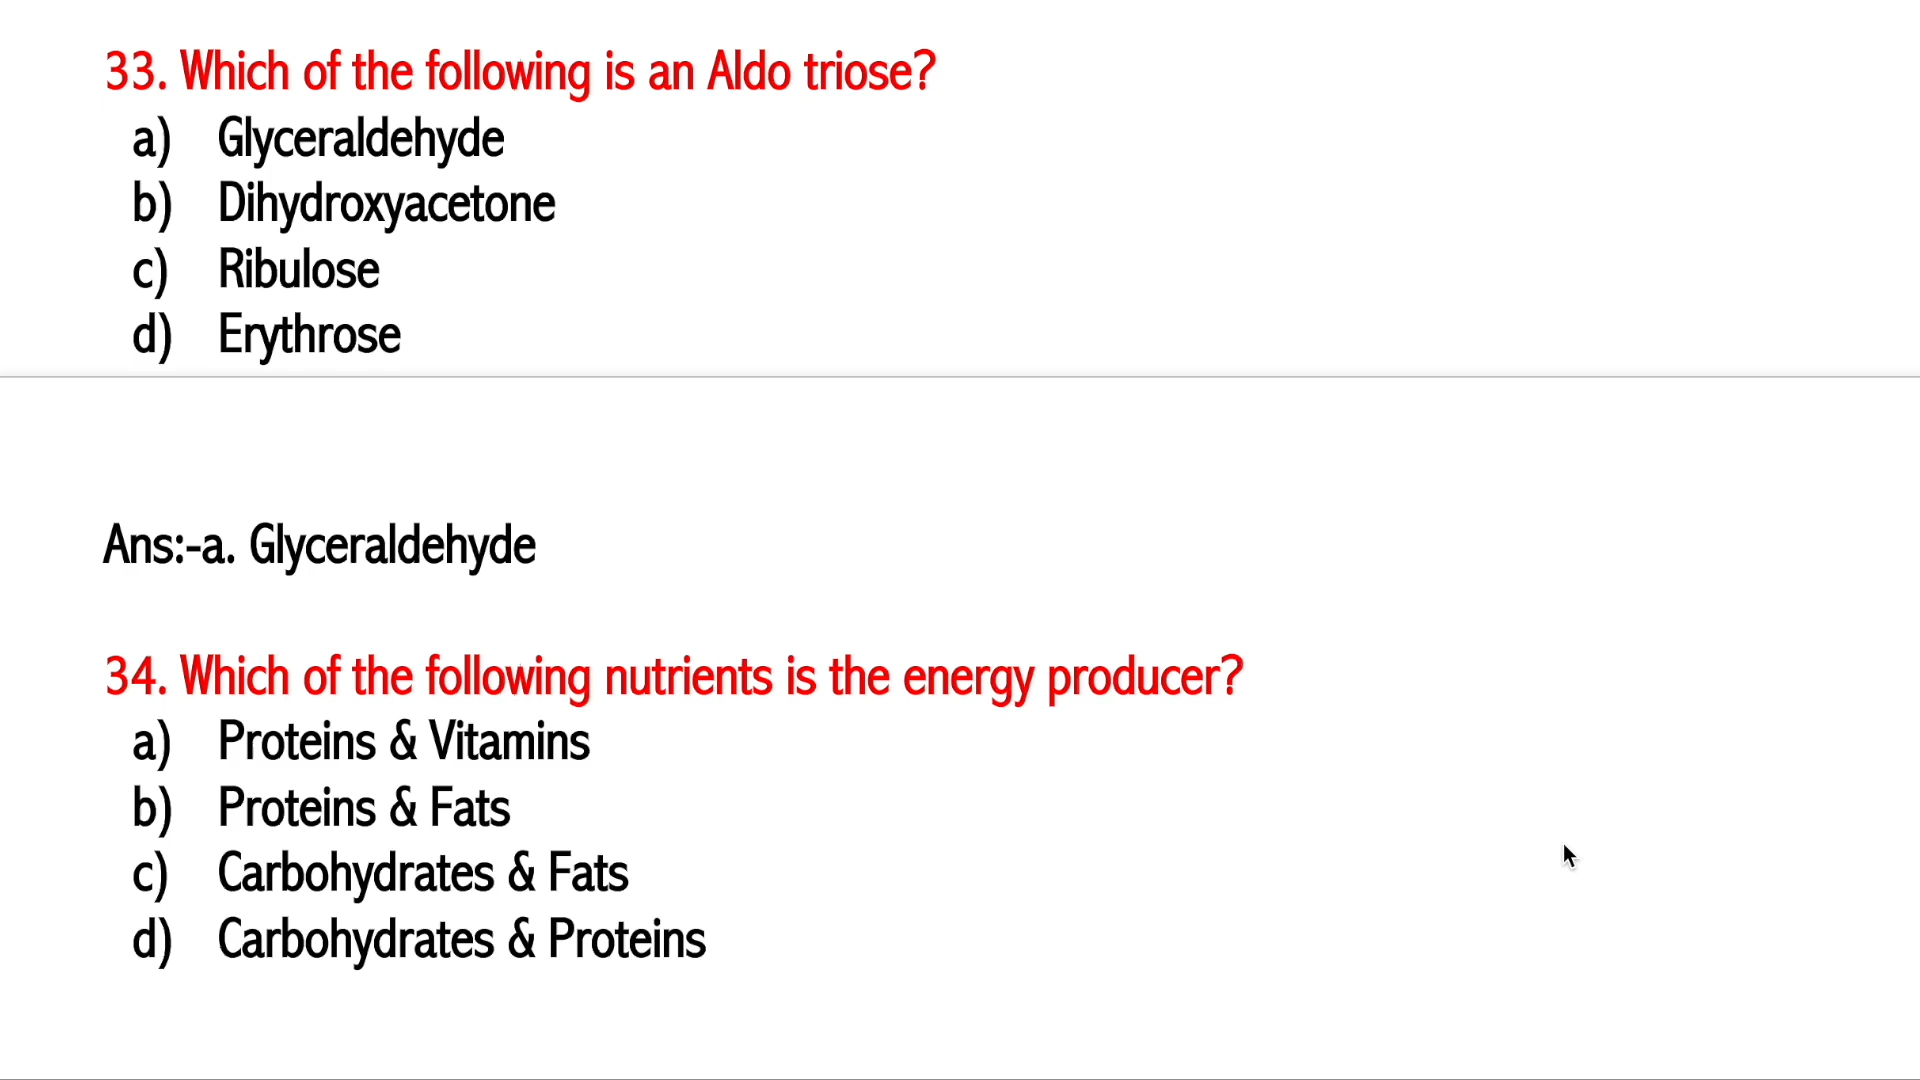 33. Which of the following is an Aldo triose?
a) Glyceraldehyde
b) Dihydroxyacetone
c) Ribulose
d) Erythrose
Ans:-a. Glyceraldehyde
34. Which of the following nutrients is the energy producer?
a) Proteins & Vitamins
b) Proteins & Fats
c) Carbohydrates & Fats
d) Carbohydrates & Proteins